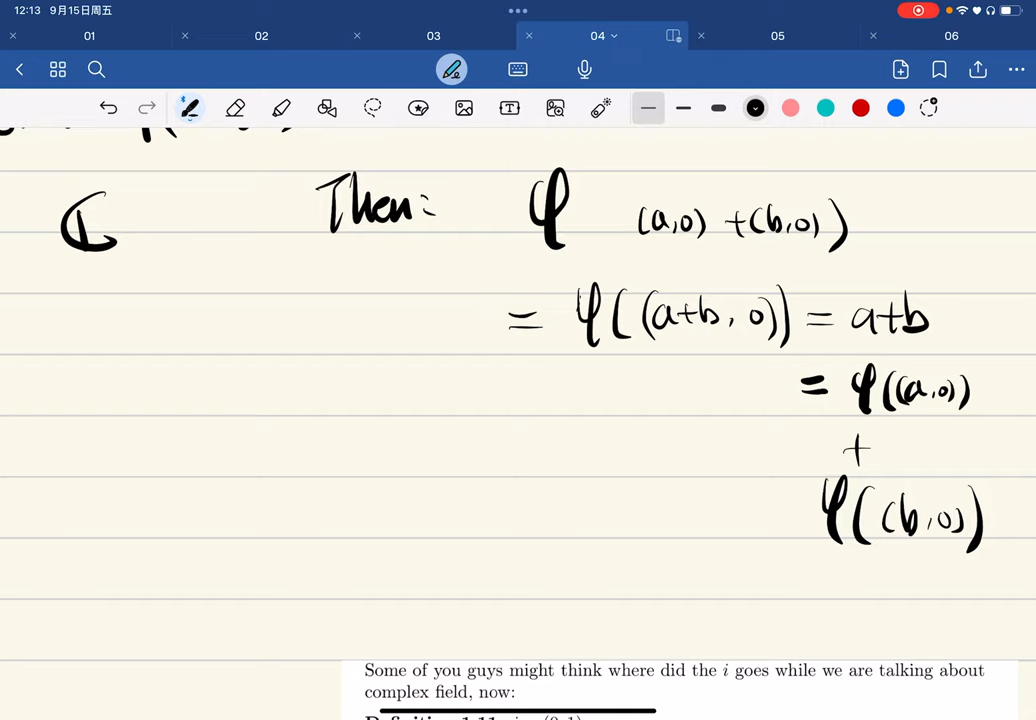 12:13 9月15日周五
01 02 03 04 05 06
ℂ Then: φ (a,0) +(b,0))
= φ((a+b, 0)) = a+b
= φ((a,0))
+
φ((b,0))
Some of you guys might think where did the i goes while we are talking about
complex field, now: